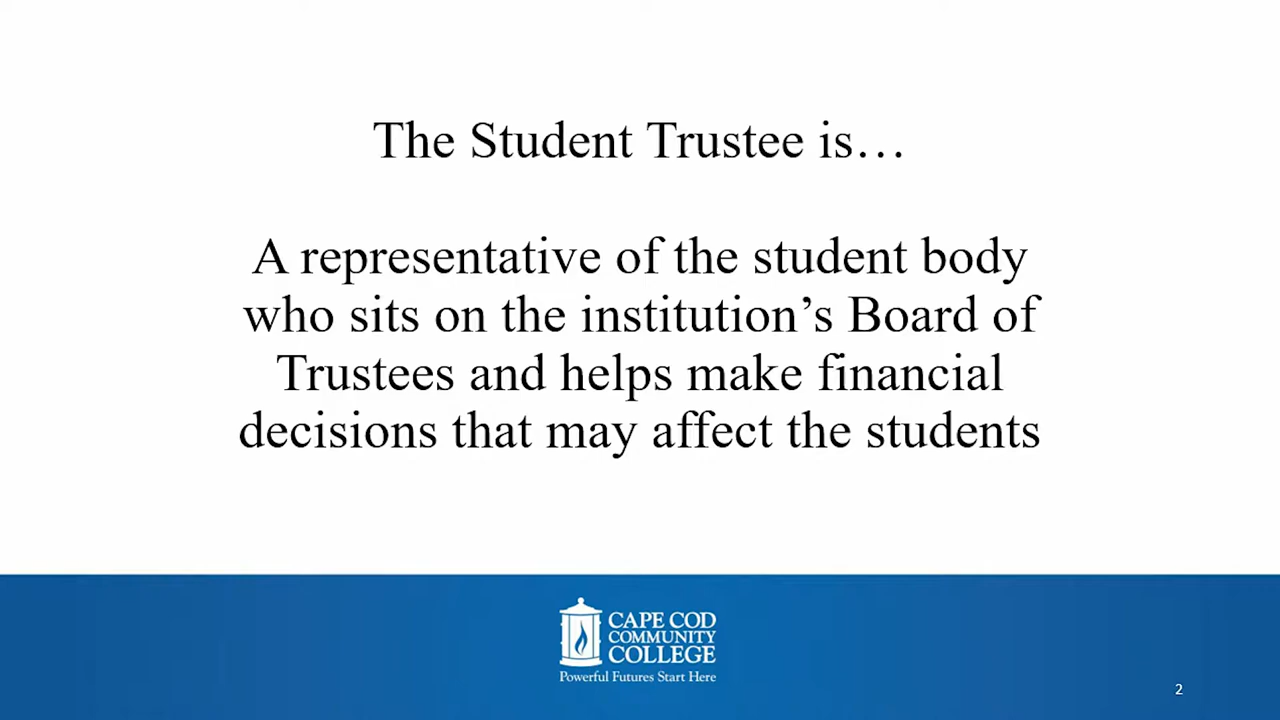 The Student Trustee is…
A representative of the student body
who sits on the institution’s Board of
Trustees and helps make financial
decisions that may affect the students
CAPE COD
COMMUNITY
COLLEGE
Powerful Futures Start Here
2